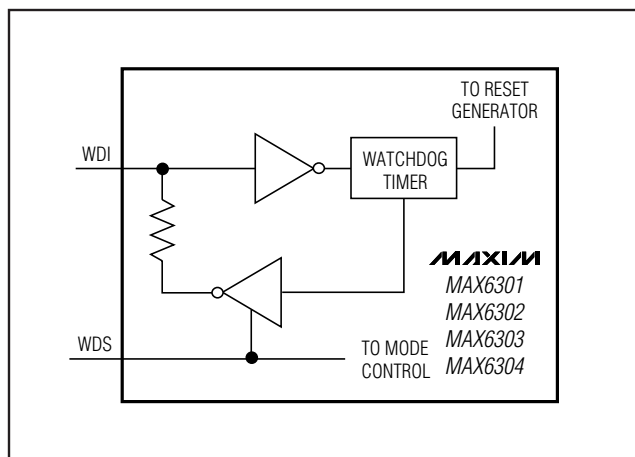 TO RESET
GENERATOR
WDI
WATCHDOG
TIMER
MAXIM
MAX6301
MAX6302
MAX6303
MAX6304
WDS
TO MODE
CONTROL